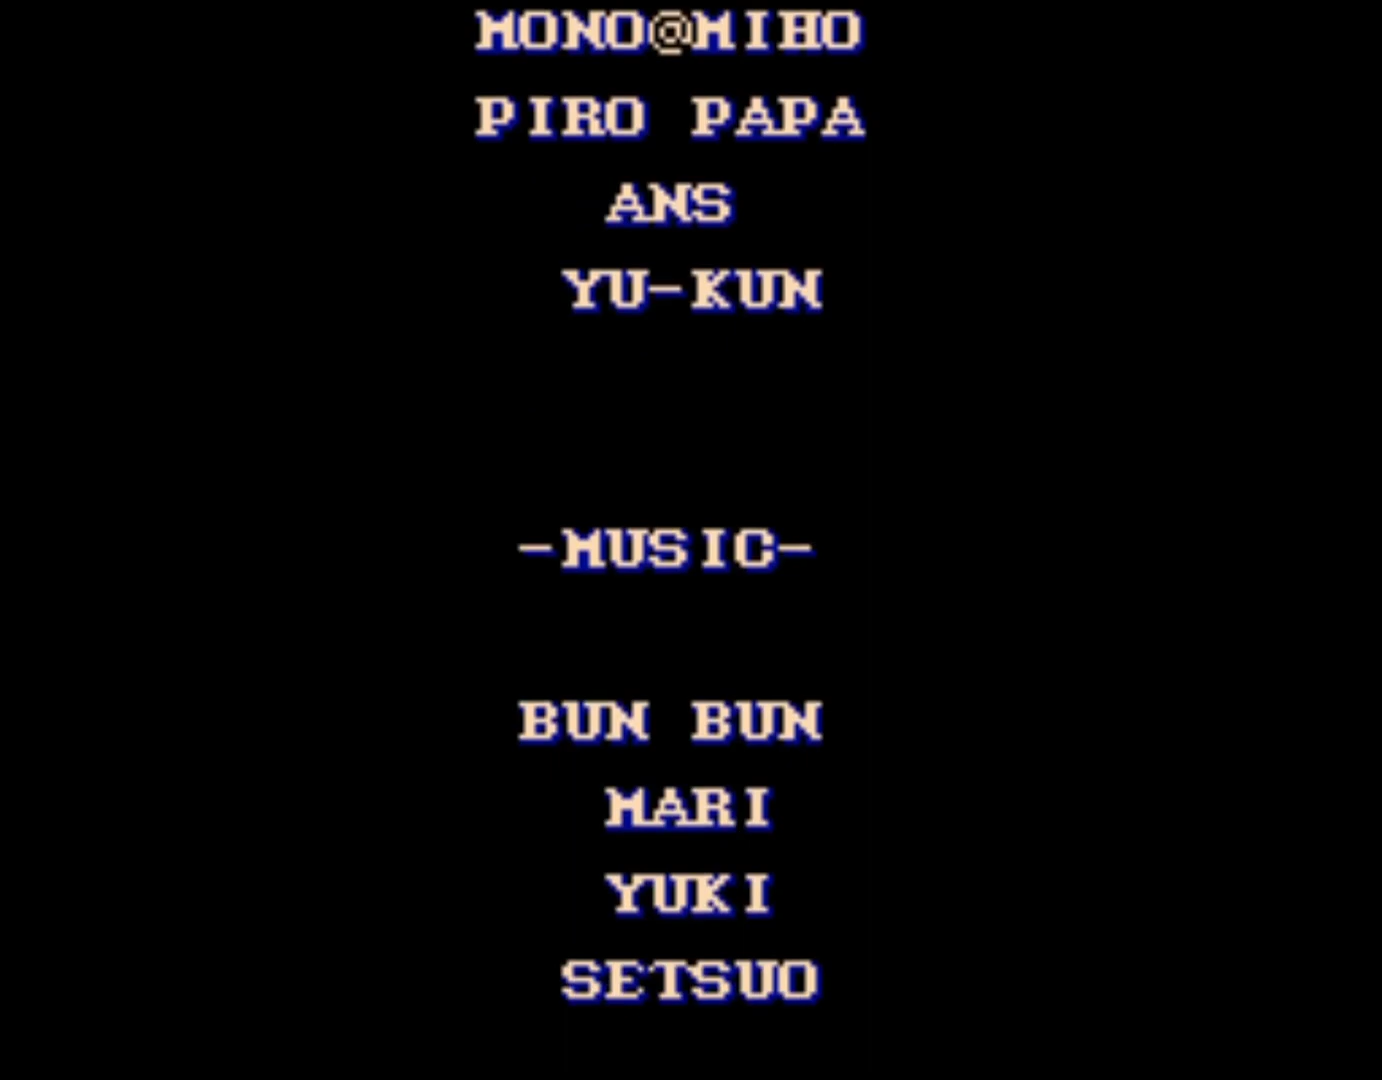 MONO@MIHO
PIRO PAPA
ANS
YU-KUN
-MUSIC-
BUN BUN
MARI
YUKI
SETSUO